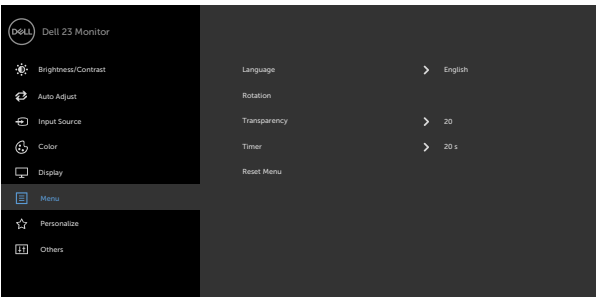 DELL Dell 23 Monitor
Brightness/Contrast
Auto Adjust
Input Source
Color
Display
Menu
Personalize
Others
Language > English
Rotation
Transparency > 20
Timer > 20 s
Reset Menu